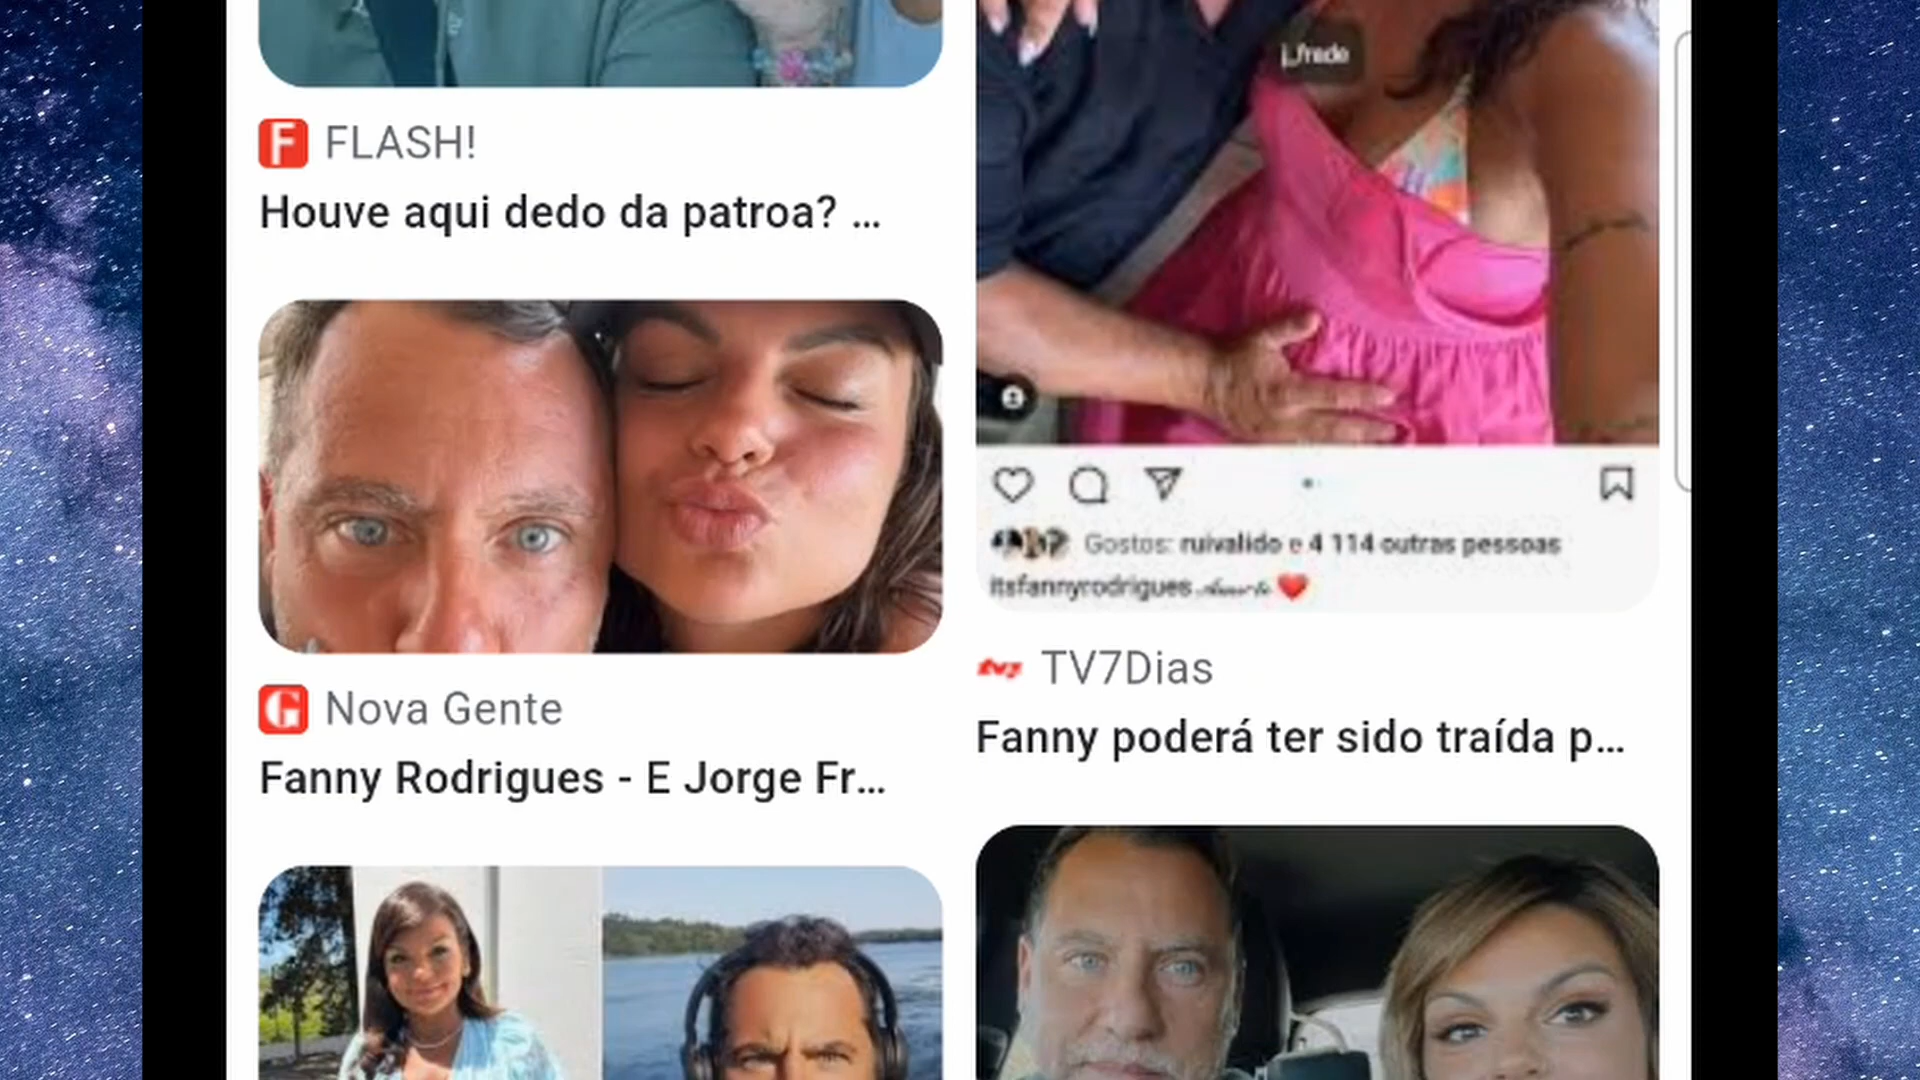 FLASH!
Houve aqui dedo da patroa? ...
Nova Gente
Fanny Rodrigues - E Jorge Fr...
j_frade
Gostos: ruivalido e 4 114 outras pessoas
itsfannyrodrigues
TV7Dias
Fanny poderá ter sido traída p...